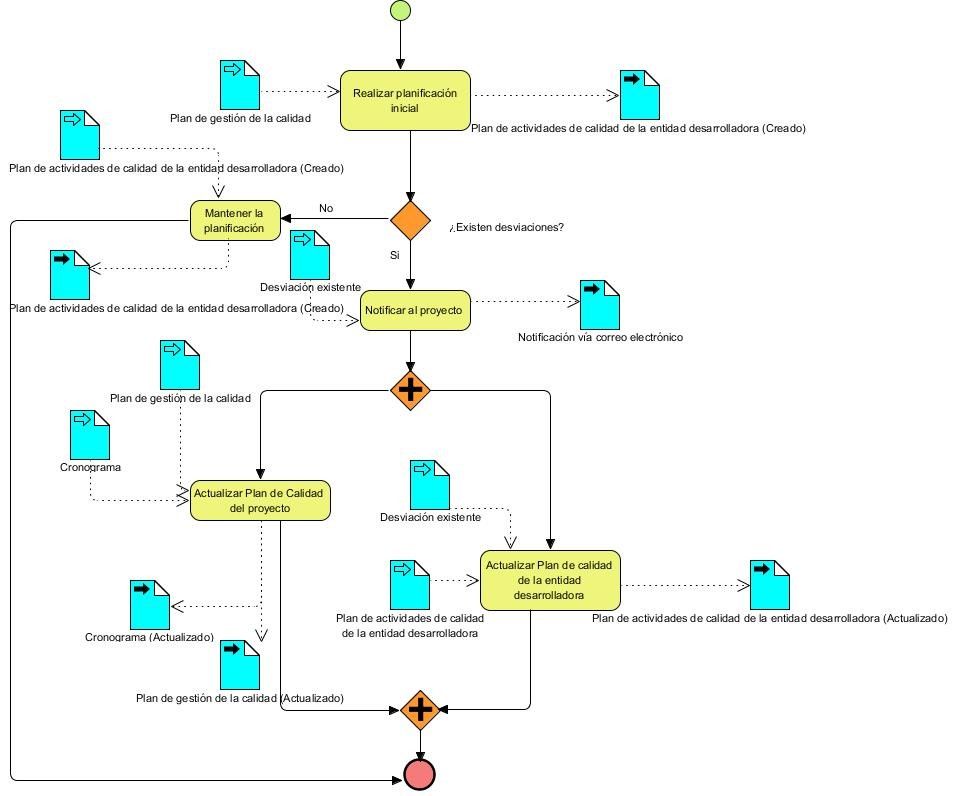 Realizar planificación
inicial
Plan de gestión de la calidad
Plan de actividades de calidad de la entidad desarrolladora (Creado)
Plan de actividades de calidad de la entidad desarrolladora (Creado)
Mantener la
planificación
No
¿Existen desviaciones?
Si
Desviación existente
Plan de actividades de calidad de la entidad desarrolladora (Creado)
Notificar al proyecto
Notificación vía correo electrónico
Plan de gestión de la calidad
Cronograma
Actualizar Plan de Calidad
del proyecto
Desviación existente
Actualizar Plan de calidad
de la entidad
desarrolladora
Plan de actividades de calidad
de la entidad desarrolladora
Plan de actividades de calidad de la entidad desarrolladora (Actualizado)
Cronograma (Actualizado)
Plan de gestión de la calidad (Actualizado)